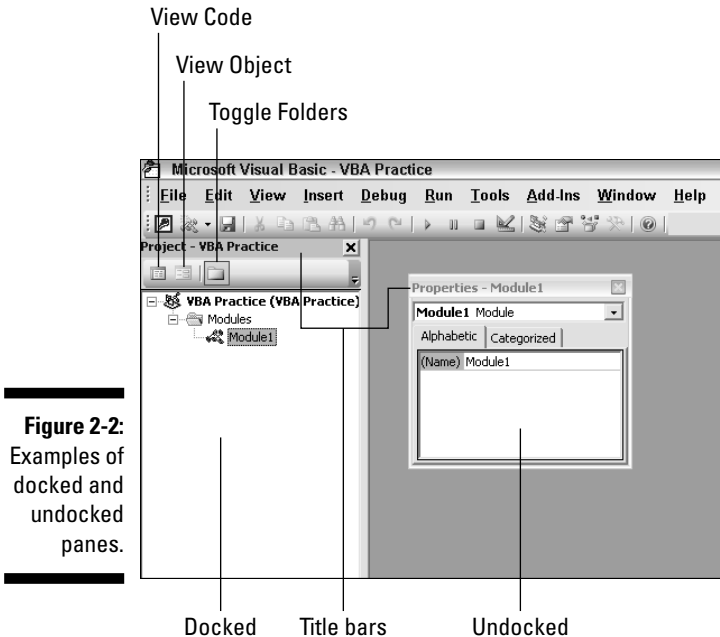 View Code
View Object
Toggle Folders
Microsoft Visual Basic - VBA Practice
File Edit View Insert Debug Run Tools Add-Ins Window Help
Project - VBA Practice
VBA Practice (VBA Practice)
Modules
Module1
Properties - Module1
Module1 Module
Alphabetic Categorized
(Name) Module1
Figure 2-2:
Examples of
docked and
undocked
panes.
Docked Title bars Undocked